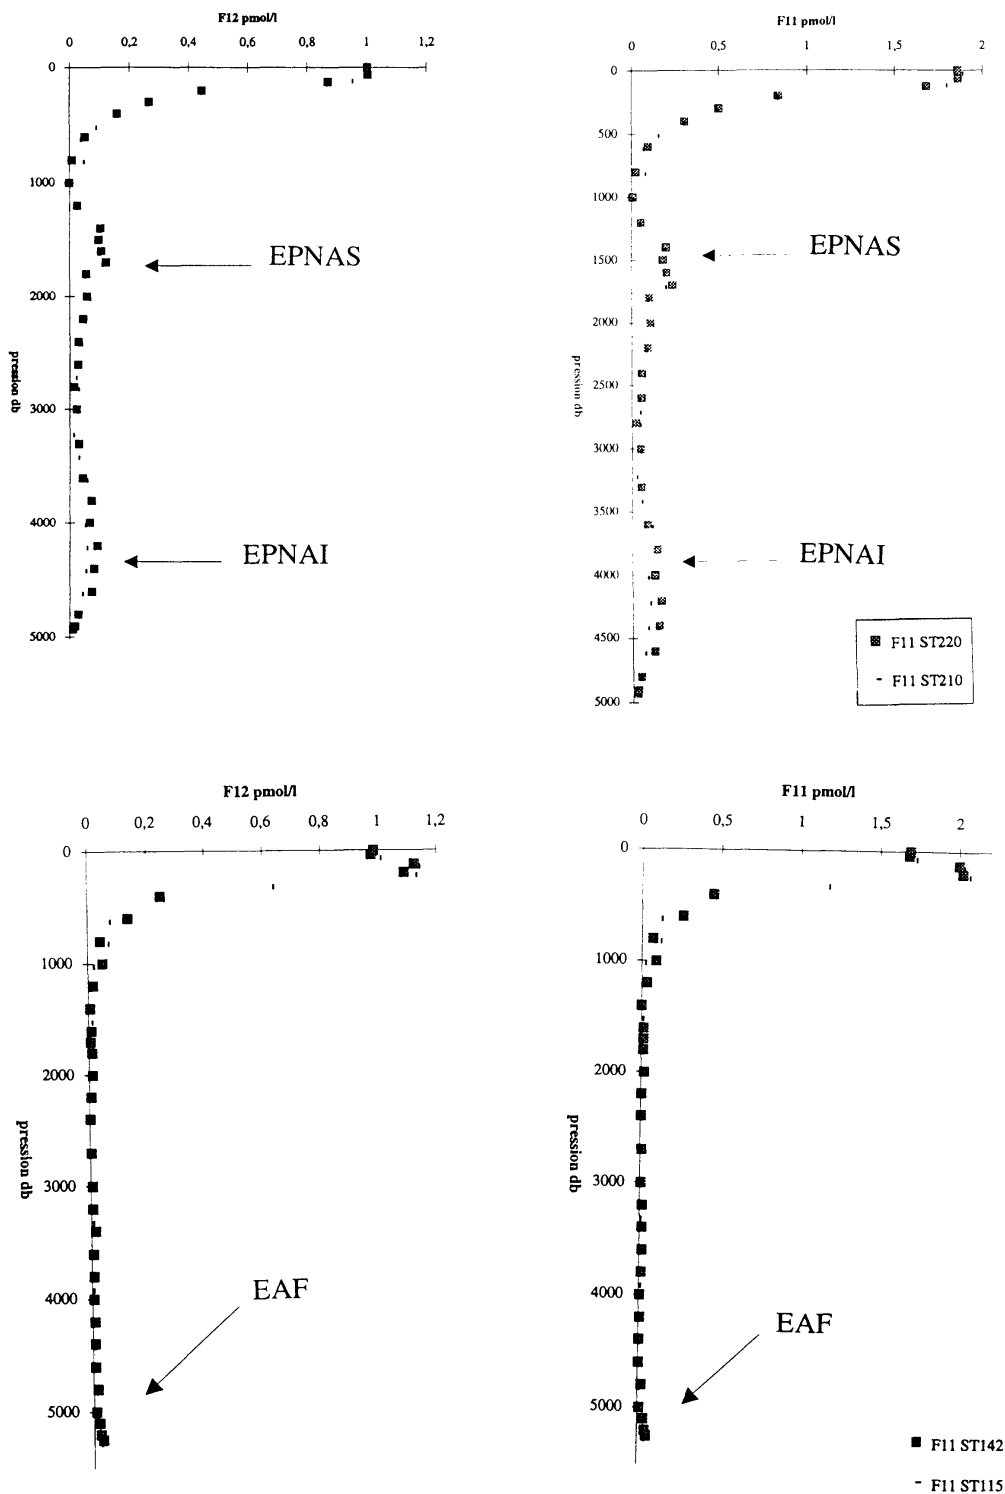 F12 pmol/l
0 0,2 0,4 0,6 0,8 1 1,2
0
1000
2000
3000
4000
5000
pression db
EPNAS
EPNAI
F11 pmol/l
0 0,5 1 1,5 2
0
500
1000
1500
2000
2500
3000
3500
4000
4500
5000
pression db
EPNAS
EPNAI
F11 ST220
F11 ST210
F12 pmol/l
0 0,2 0,4 0,6 0,8 1 1,2
0
1000
2000
3000
4000
5000
pression db
EAF
F11 pmol/l
0 0,5 1 1,5 2
0
1000
2000
3000
4000
5000
pression db
EAF
F11 ST142
F11 ST115